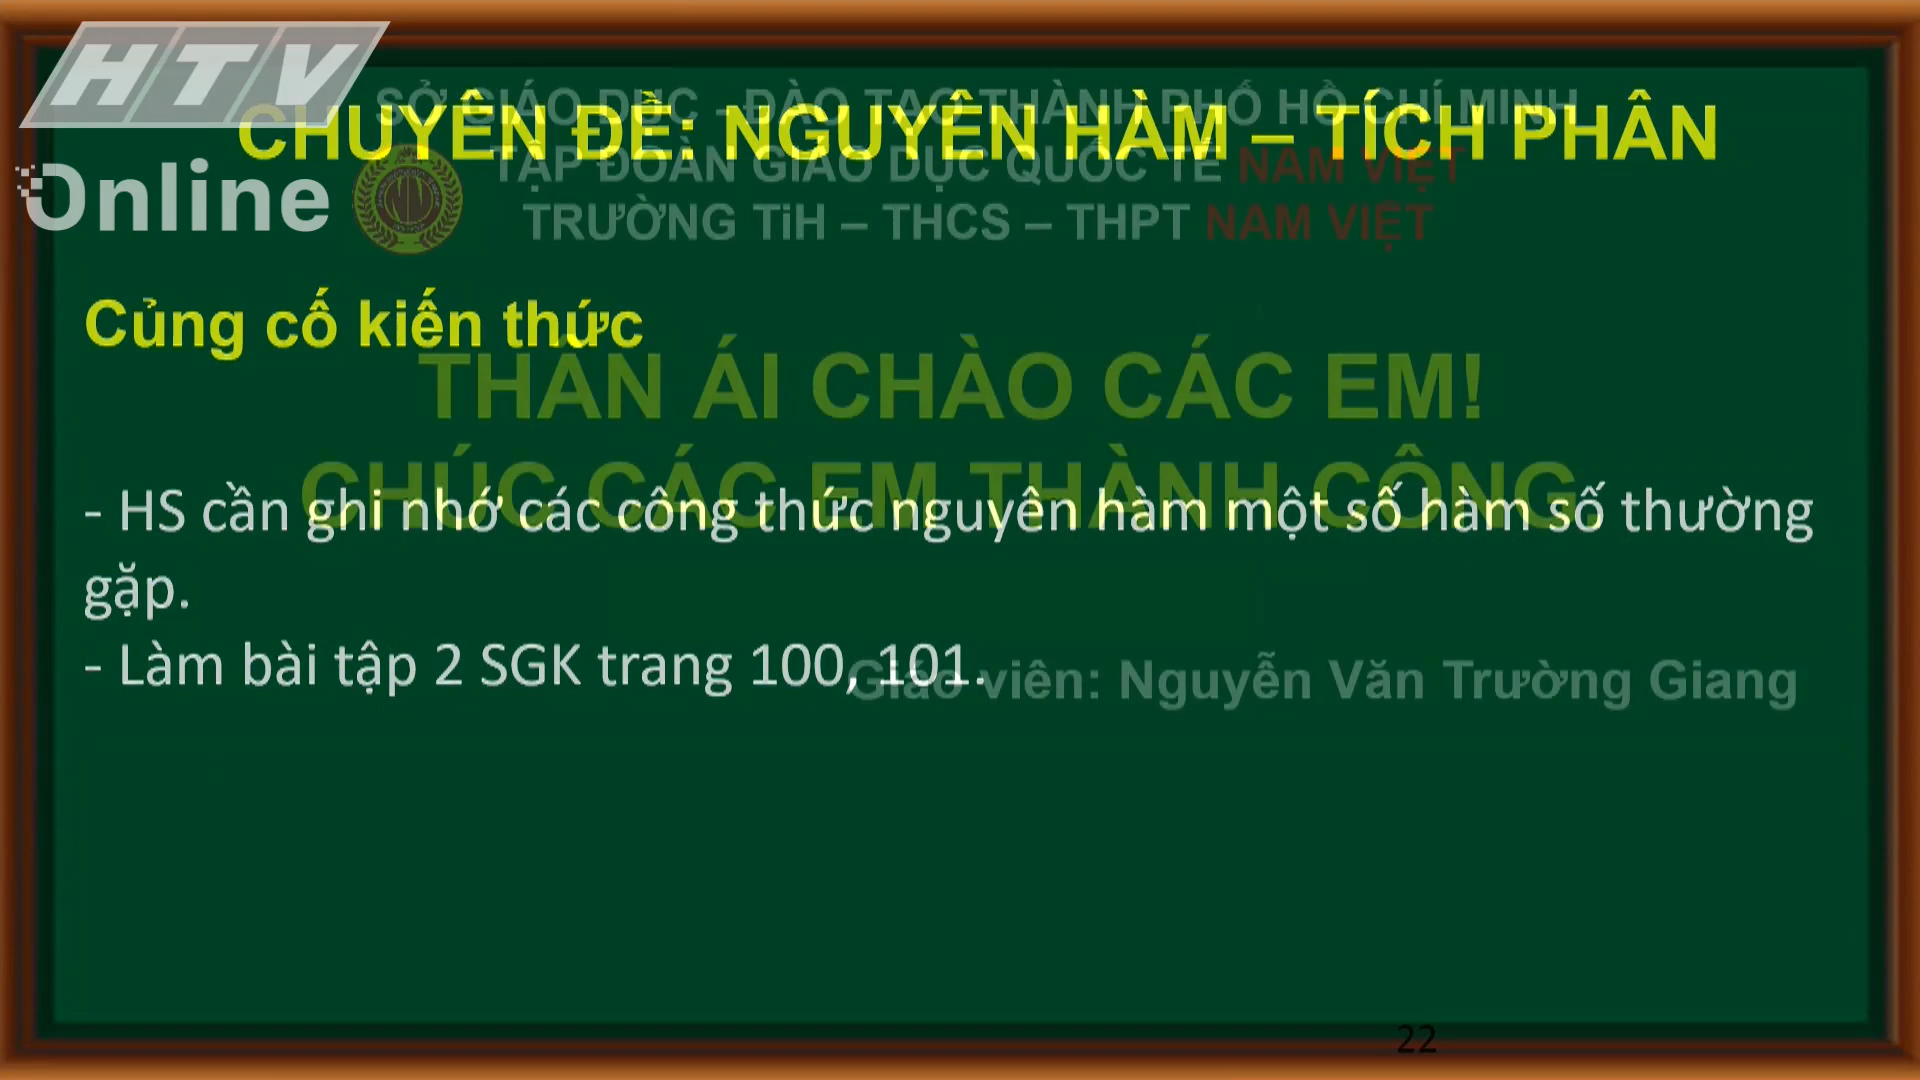 HTV
Online
SỞ GIÁO DỤC - ĐÀO TẠO THÀNH PHỐ HỒ CHÍ MINH
CHUYÊN ĐỀ: NGUYÊN HÀM – TÍCH PHÂN
TẬP ĐOÀN GIÁO DỤC QUỐC TẾ NAM VIỆT
TRƯỜNG TiH – THCS – THPT NAM VIỆT
Củng cố kiến thức
THÂN ÁI CHÀO CÁC EM!
CHÚC CÁC EM THÀNH CÔNG.
- HS cần ghi nhớ các công thức nguyên hàm một số hàm số thường
gặp.
- Làm bài tập 2 SGK trang 100, 101.
Giáo viên: Nguyễn Văn Trường Giang
22